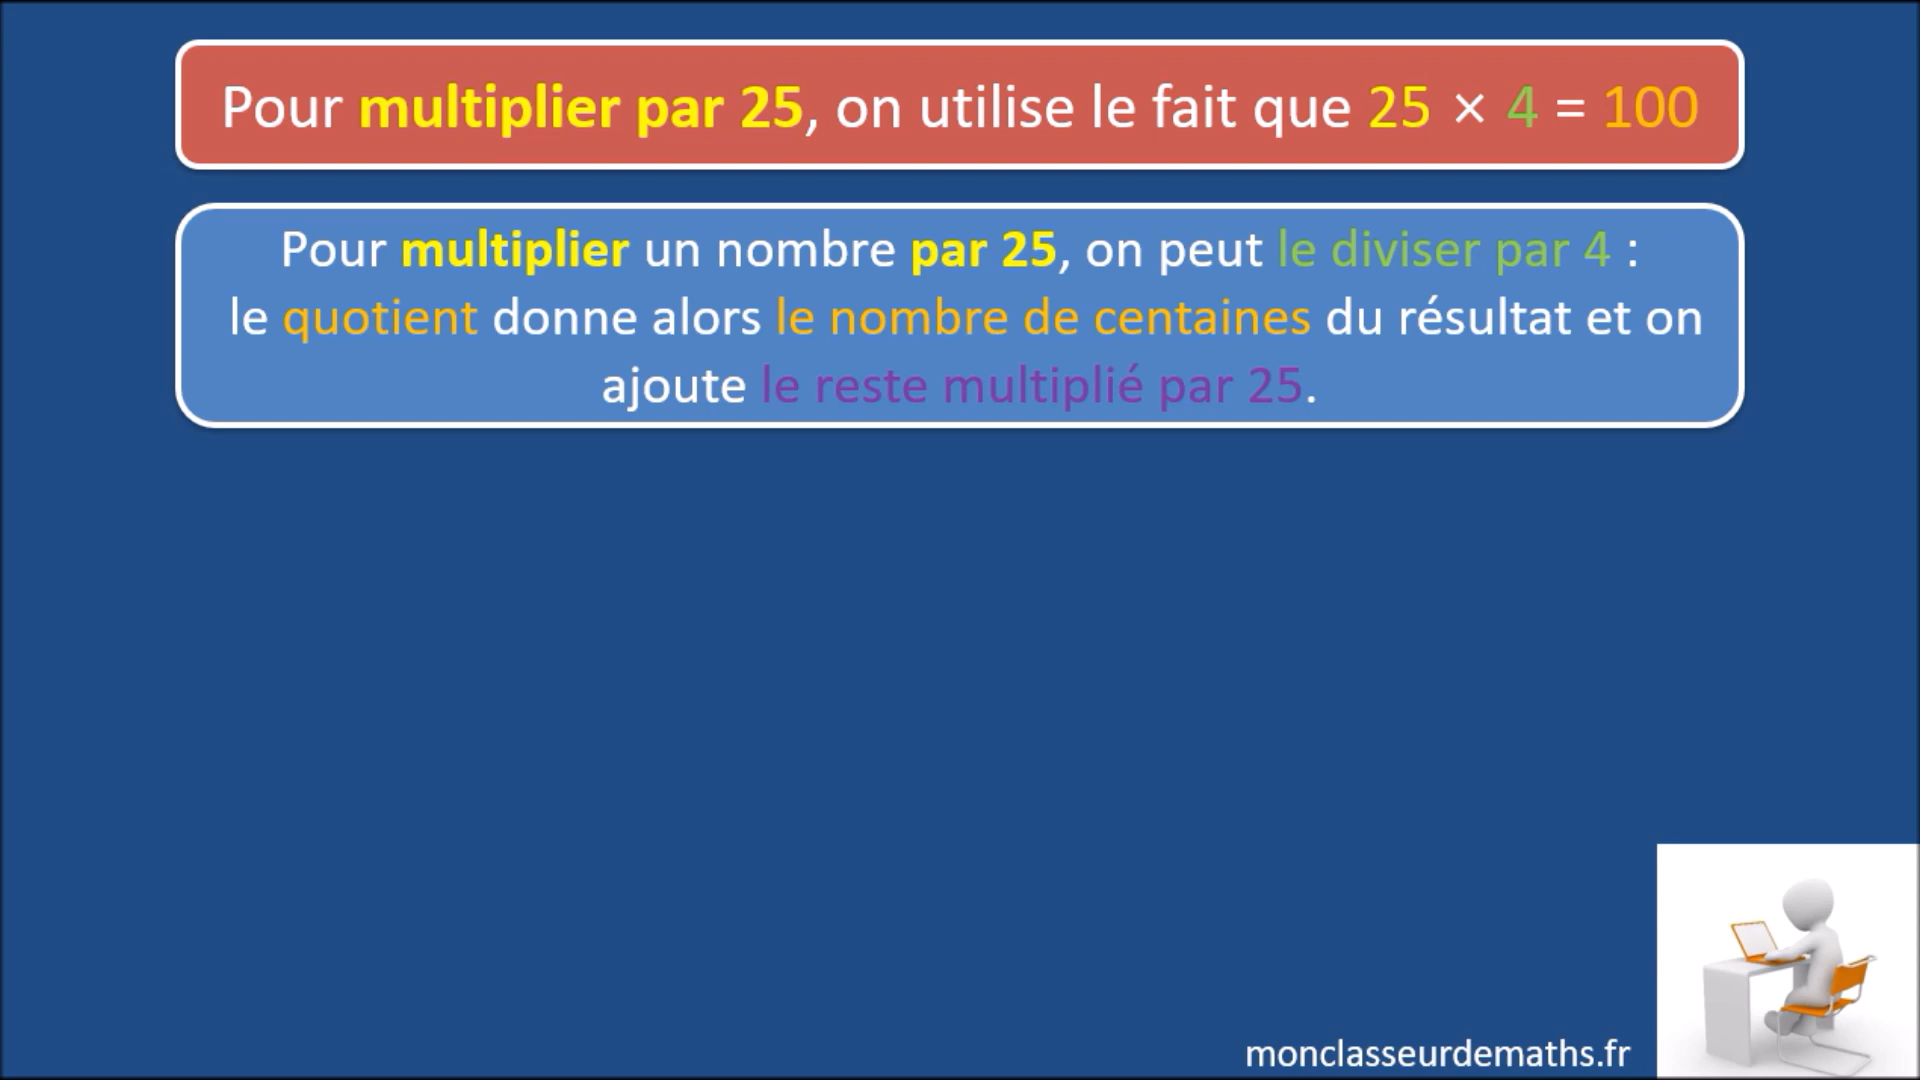 Pour multiplier par 25, on utilise le fait que 25 × 4 = 100
Pour multiplier un nombre par 25, on peut le diviser par 4 :
le quotient donne alors le nombre de centaines du résultat et on
ajoute le reste multiplié par 25.
monclasseurdemaths.fr